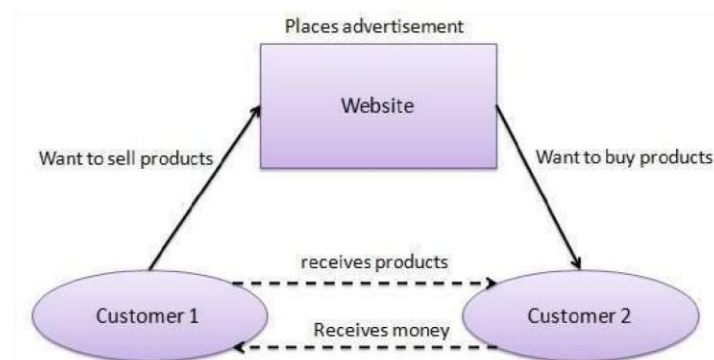 Places advertisement
Website
Want to sell products
Want to buy products
receives products
Customer 1
Customer 2
Receives money